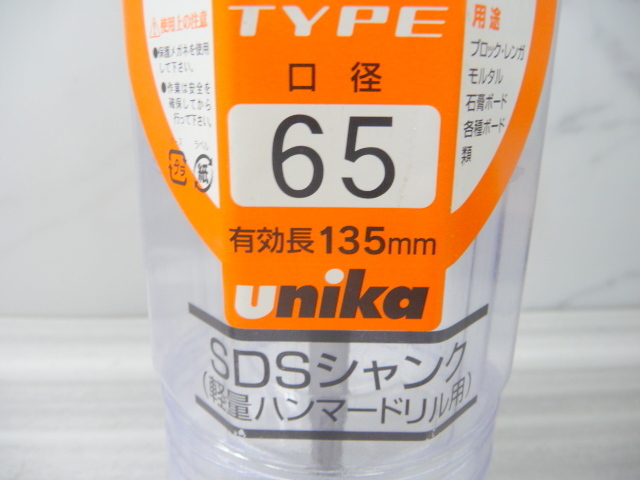 TYPE
⚠使用上の注意
●保護メガネを使用
して下さい。
●作業は安全を
確保してから
行って下さい。
プラ
ラベル
紙
口径
65
有効長135mm
unika
用途
ブロック・レンガ
モルタル
石膏ボード
各種ボード
類
SDSシャンク
(軽量ハンマードリル用)